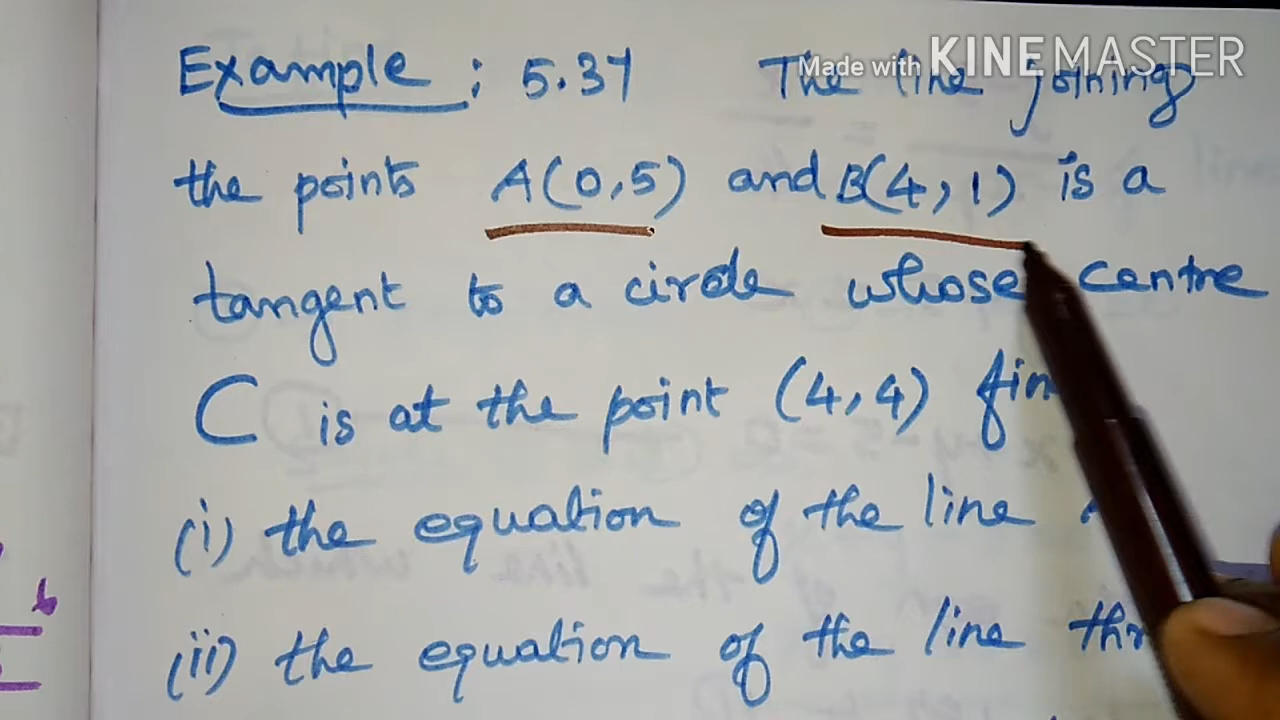 Made with KINEMASTER
Example : 5.37 The line joining
the points A(0,5) and B(4,1) is a
tangent to a circle whose centre
C is at the point (4,4)
(i) the equation of the line
(ii) the equation of the line